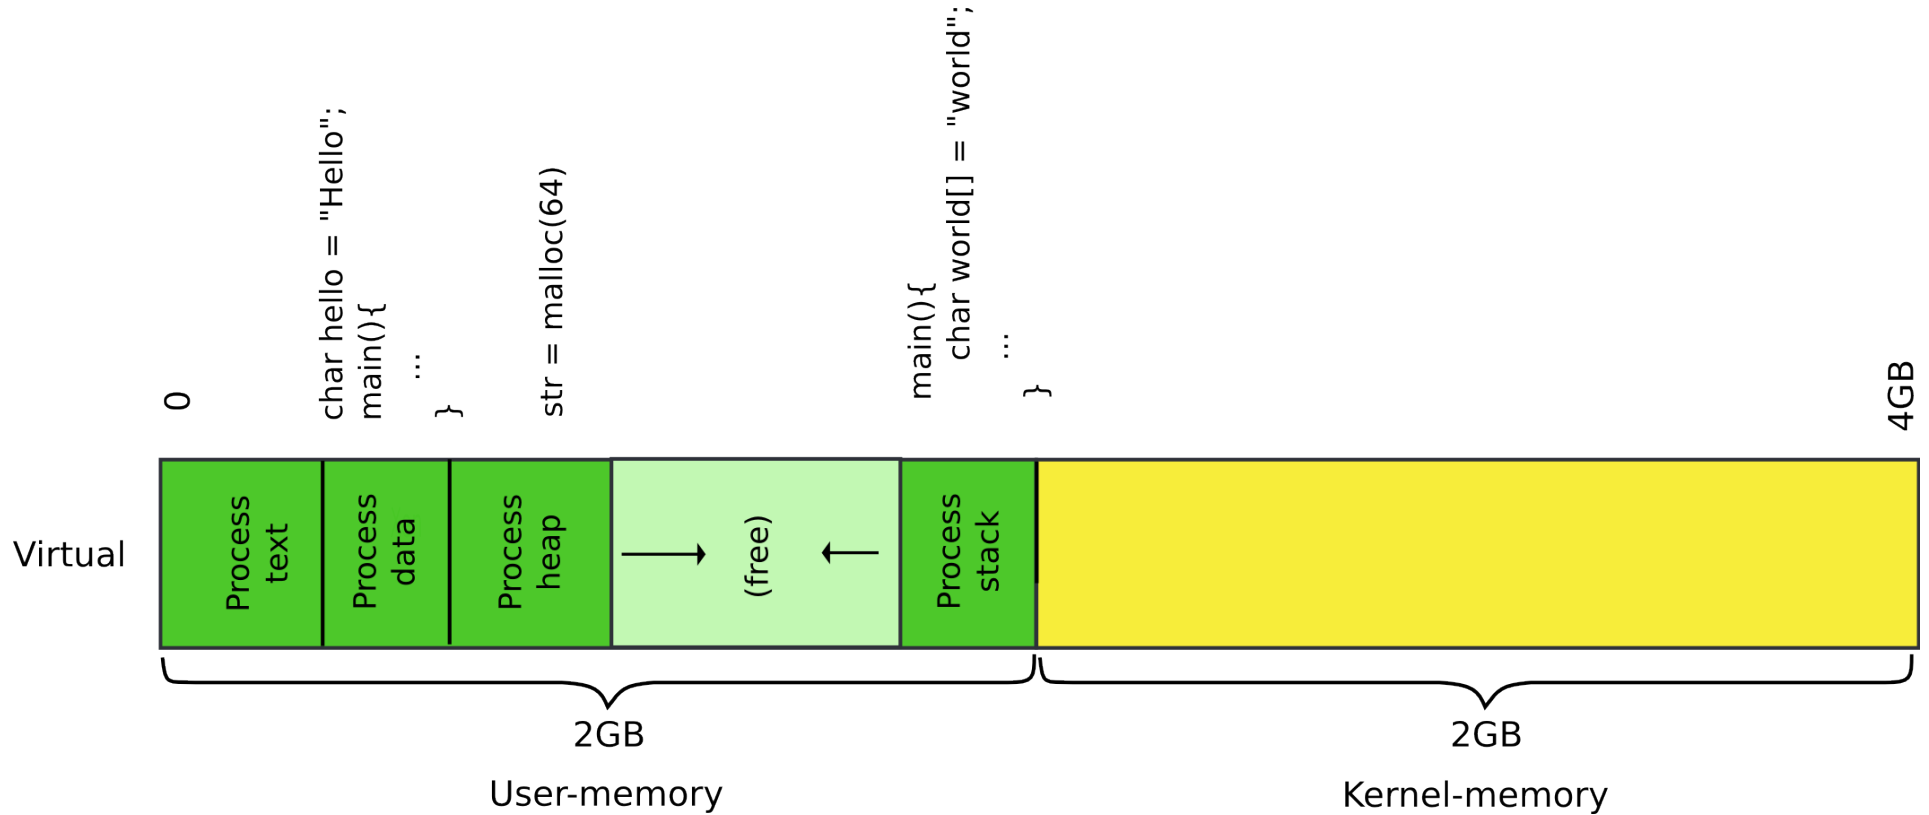 0
char hello = "Hello";
main(){
...
}
str = malloc(64)
main(){
char world[] = "world";
...
}
4GB
Virtual
Process
text
Process
data
Process
heap
(free)
Process
stack
2GB
2GB
User-memory
Kernel-memory